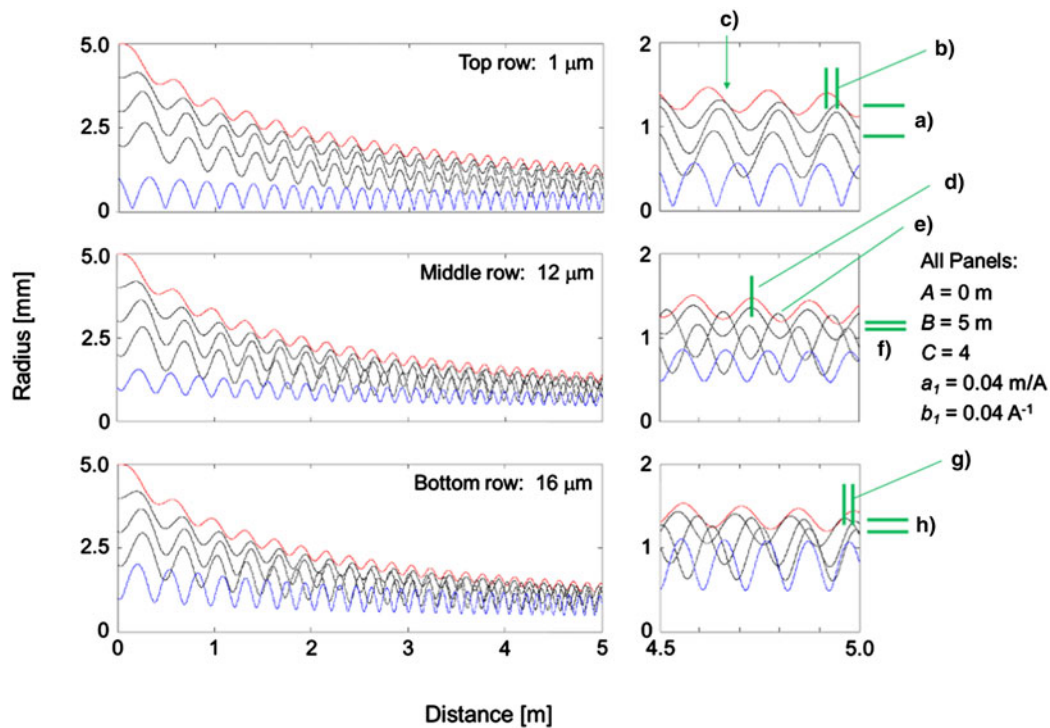 c)
b)
5.0
Top row: 1 μm
2
2.5
1
a)
0
0
d)
e)
5.0
Middle row: 12 μm
2
All Panels:
A = 0 m
2.5
1
B = 5 m
f)
C = 4
0
0
a1 = 0.04 m/A
b1 = 0.04 A-1
Radius [mm]
g)
5.0
Bottom row: 16 μm
2
h)
2.5
1
0
0
0 1 2 3 4 5
4.5 5.0
Distance [m]